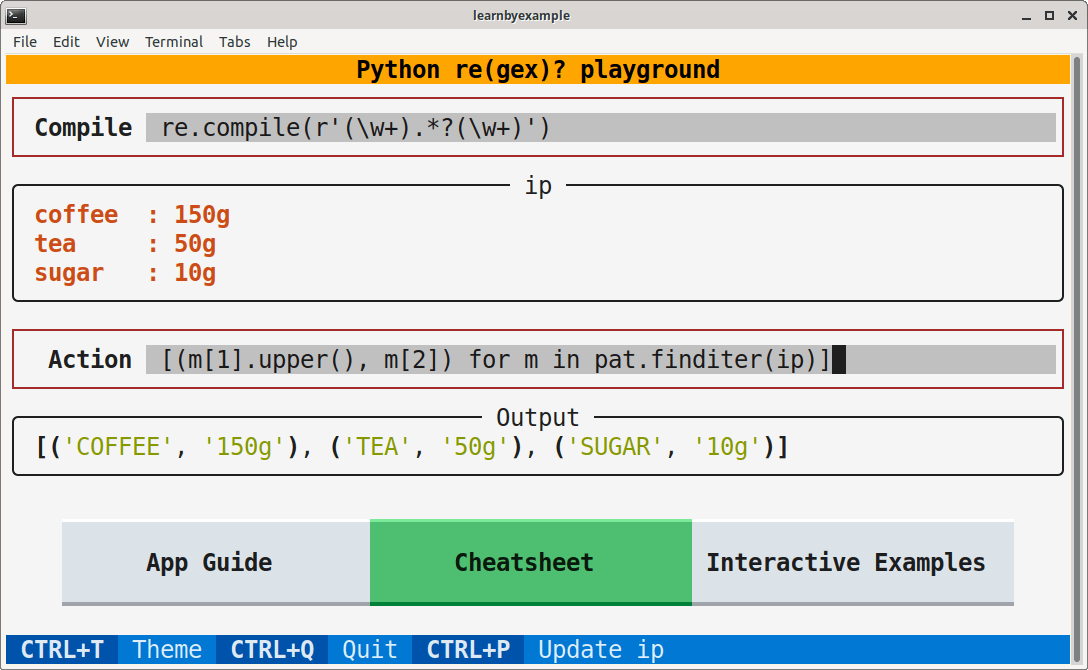 learnbyexample
File Edit View Terminal Tabs Help
Python re(gex)? playground
Compile re.compile(r'(\w+).*?(\w+)')
ip
coffee  : 150g
tea     : 50g
sugar   : 10g
Action [(m[1].upper(), m[2]) for m in pat.finditer(ip)]
Output
[('COFFEE', '150g'), ('TEA', '50g'), ('SUGAR', '10g')]
App Guide Cheatsheet Interactive Examples
CTRL+T Theme CTRL+Q Quit CTRL+P Update ip